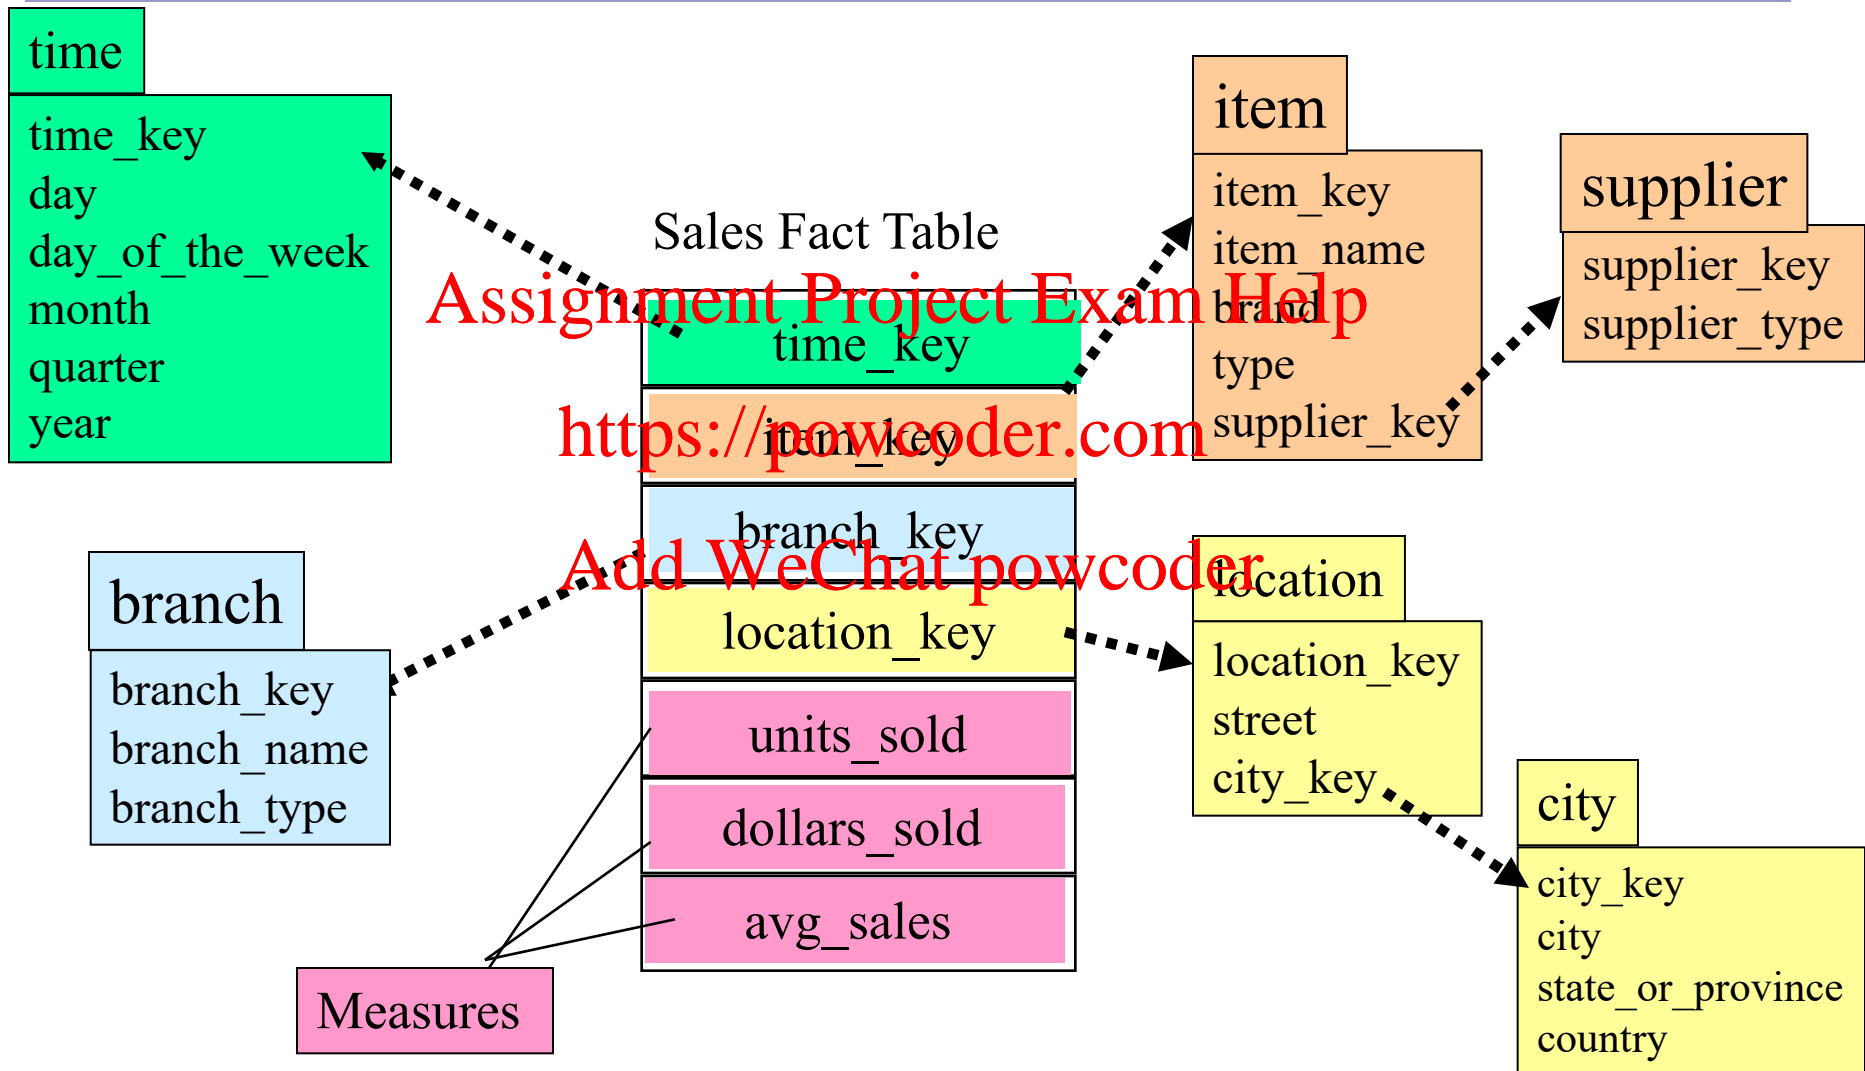 time
time_key
day
day_of_the_week
month
quarter
year
Sales Fact Table
Assignment Project Exam Help
time_key
https://powcoder.com
item_key
Add WeChat powcoder
branch_key
location_key
units_sold
dollars_sold
avg_sales
item
item_key
item_name
brand
type
supplier_key
supplier
supplier_key
supplier_type
branch
branch_key
branch_name
branch_type
location
location_key
street
city_key
city
city_key
city
state_or_province
country
Measures